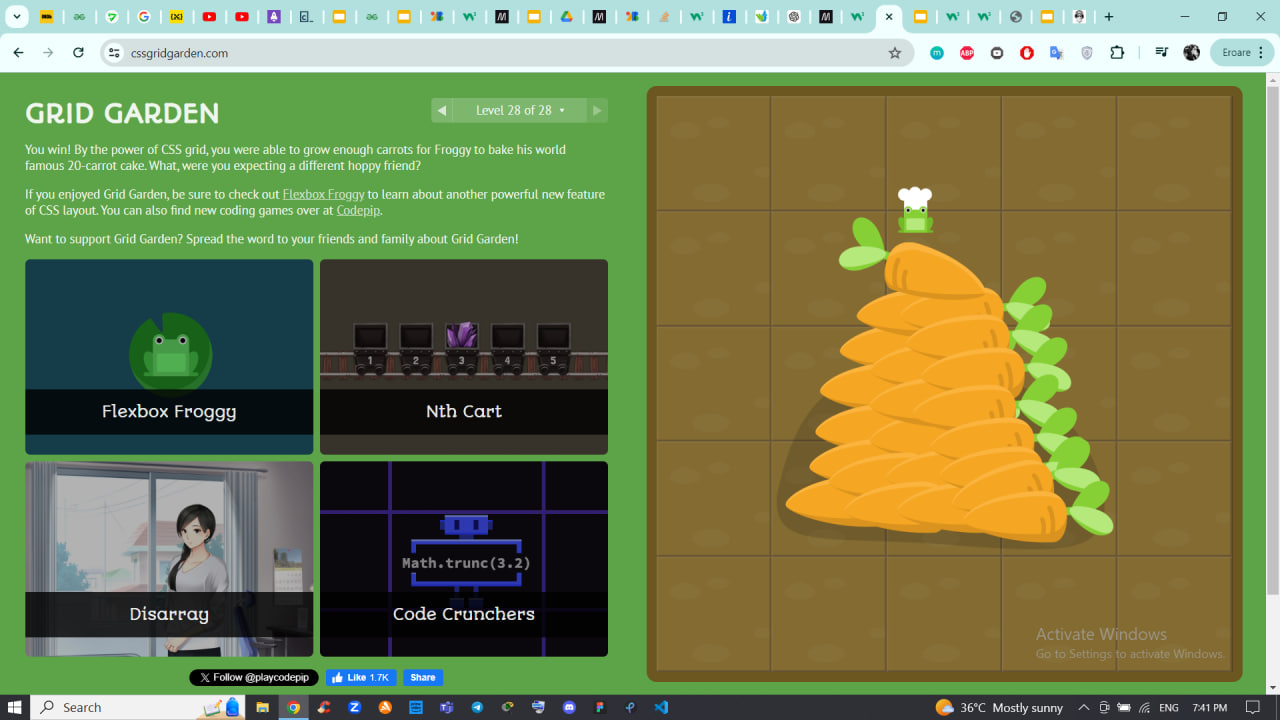 cssgridgarden.com
Eroare
GRID GARDEN
Level 28 of 28
You win! By the power of CSS grid, you were able to grow enough carrots for Froggy to bake his world
famous 20-carrot cake. What, were you expecting a different hoppy friend?
If you enjoyed Grid Garden, be sure to check out Flexbox Froggy to learn about another powerful new feature
of CSS layout. You can also find new coding games over at Codepip.
Want to support Grid Garden? Spread the word to your friends and family about Grid Garden!
1 2 3 4 5
Flexbox Froggy
Nth Cart
Math.trunc(3.2)
Disarray
Code Crunchers
Follow @playcodepip
Like 1.7K
Share
Activate Windows
Go to Settings to activate Windows.
Search
36°C Mostly sunny
ENG
7:41 PM